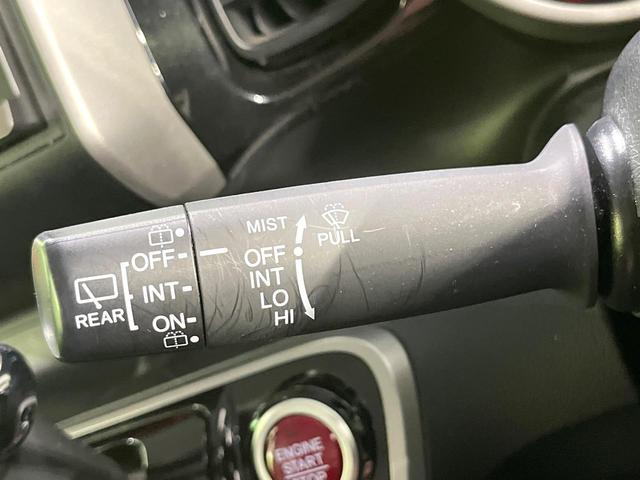 MIST
PULL
OFF
INT
LO
HI
OFF
INT
ON
REAR
ENGINE
START
STOP